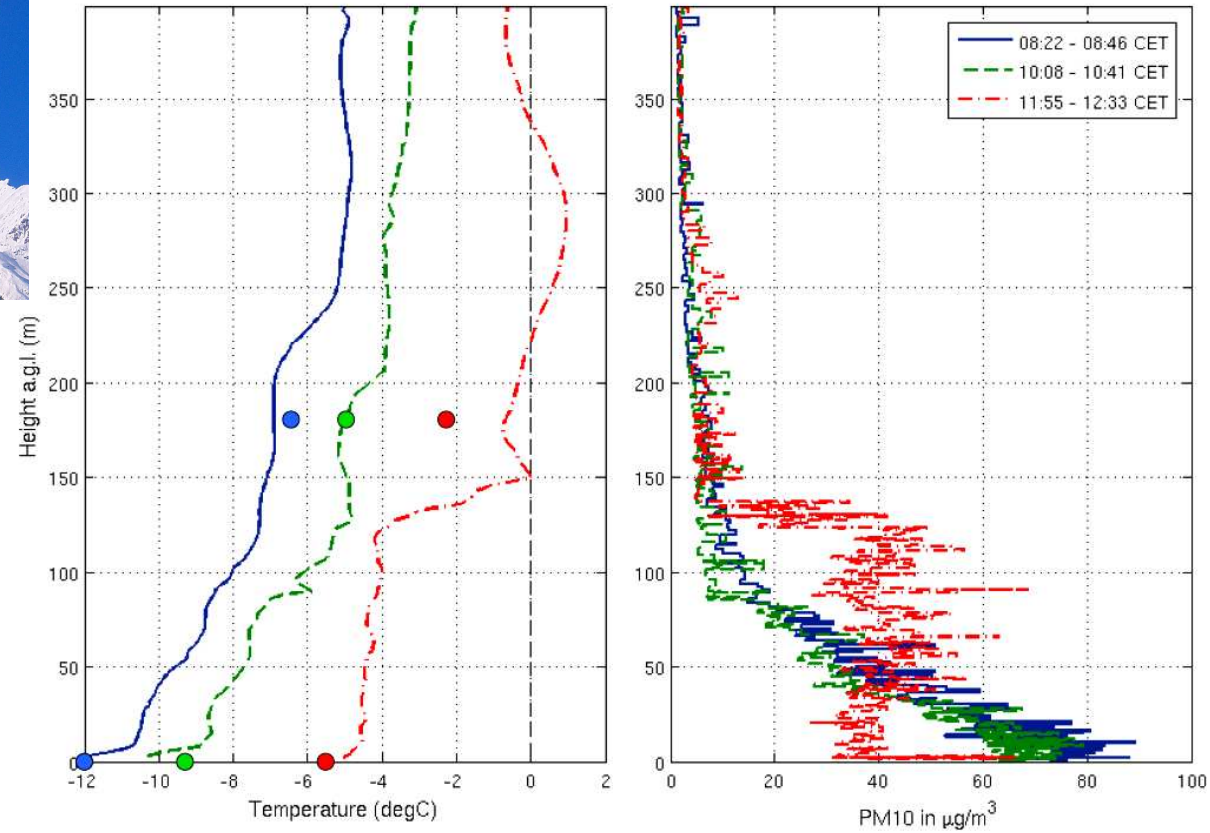 Height a.g.l. (m)
350
300
250
200
150
100
50
0
-12 -10 -8 -6 -4 -2 0 2
Temperature (degC)
08:22 - 08:46 CET
10:08 - 10:41 CET
11:55 - 12:33 CET
350
300
250
200
150
100
50
0
0 20 40 60 80 100
PM10 in µg/m³